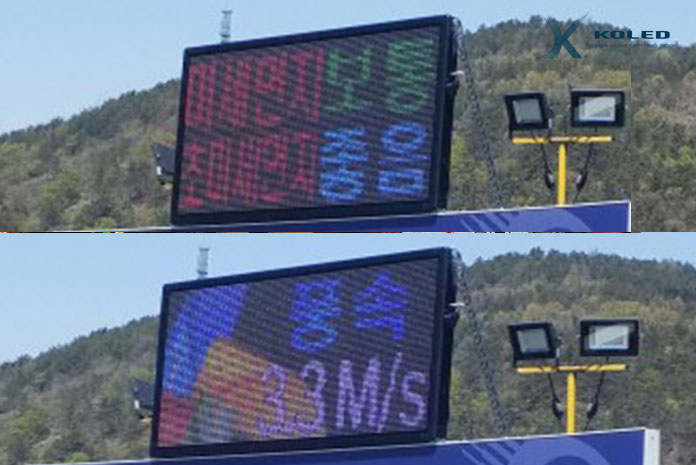 KOLED
미세먼지 보통
초미세먼지 좋음
풍속
3.3M/s